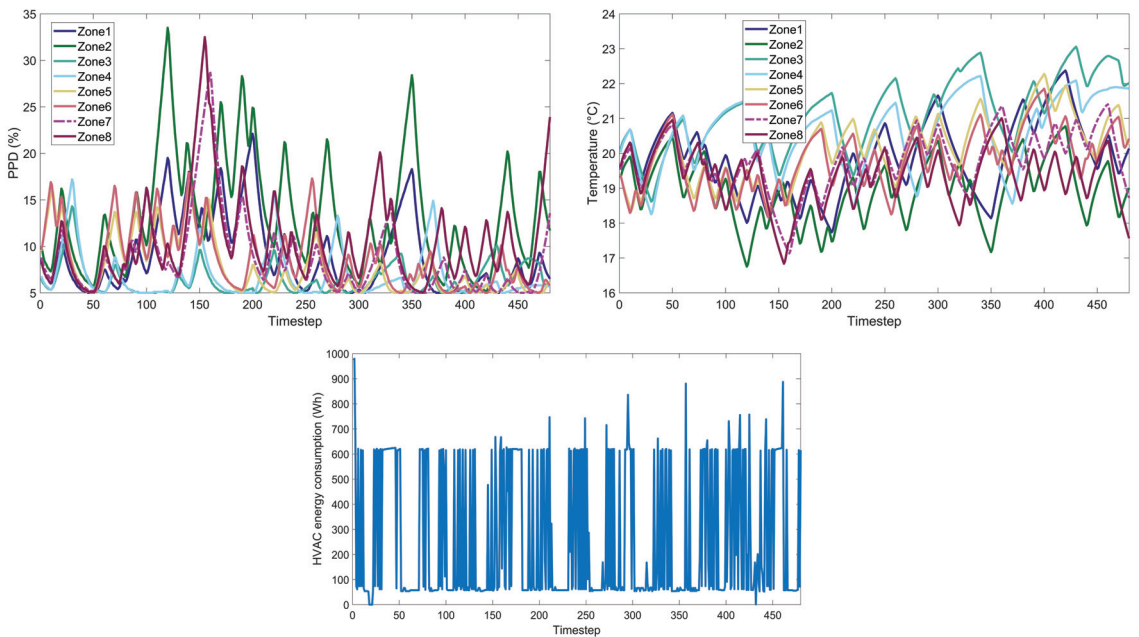 35
30
25
20
15
10
5
PPD (%)
Zone1
Zone2
Zone3
Zone4
Zone5
Zone6
Zone7
Zone8
0 50 100 150 200 250 300 350 400 450
Timestep
24
23
22
21
20
19
18
17
16
Temperature (°C)
Zone1
Zone2
Zone3
Zone4
Zone5
Zone6
Zone7
Zone8
0 50 100 150 200 250 300 350 400 450
Timestep
1000
900
800
700
600
500
400
300
200
100
0
HVAC energy consumption (Wh)
0 50 100 150 200 250 300 350 400 450
Timestep